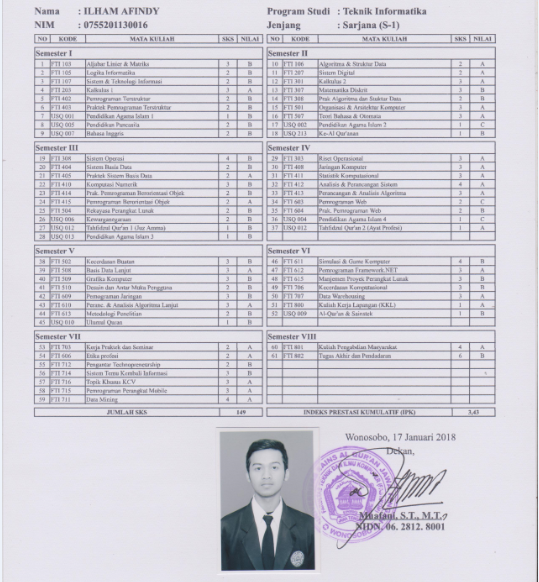 Nama : ILHAM AFINDY
NIM : 0755201130016
Program Studi : Teknik Informatika
Jenjang : Sarjana (S-1)
NO KODE MATA KULIAH SKS NILAI NO KODE MATA KULIAH SKS NILAI
Semester I
1 FTI 103 Aljabar Linier & Matriks 3 B
2 FTI 105 Logika Informatika 2 B
3 FTI 107 Sistem & Teknologi Informasi 2 B
4 FTI 203 Kalkulus 1 3 A
5 FTI 402 Pemrograman Terstruktur 2 B
6 FTI 403 Praktek Pemrograman Terstruktur 2 B
7 USQ 001 Pendidikan Agama Islam 1 1 B
8 USQ 005 Pendidikan Pancasila 2 B
9 USQ 007 Bahasa Inggris 2 B
Semester II
10 FTI 106 Algoritma & Struktur Data 2 A
11 FTI 207 Sistem Digital 2 A
12 FTI 301 Kalkulus 2 3 A
13 FTI 307 Matematika Diskrit 3 B
14 FTI 308 Prak Algoritma dan Struktur Data 2 B
15 FTI 501 Organisasi & Arsitektur Komputer 3 A
16 FTI 507 Teori Bahasa & Otomata 3 A
17 USQ 002 Pendidikan Agama Islam 2 1 C
18 USQ 213 Ke-Al Qur'anan 1 B
Semester III
19 FTI 308 Sistem Operasi 4 B
20 FTI 404 Sistem Basis Data 2 B
21 FTI 405 Praktek Sistem Basis Data 2 A
22 FTI 410 Komputasi Numerik 3 B
23 FTI 414 Prak. Pemrograman Berorientasi Objek 2 B
24 FTI 415 Pemrograman Berorientasi Objek 2 A
25 FTI 504 Rekayasa Perangkat Lunak 2 B
26 USQ 006 Kewarganegaraan 2 B
27 USQ 012 Tahfidzul Qur'an 1 (Juz Amma) 1 B
28 USQ 013 Pendidikan Agama Islam 3 1 B
Semester IV
29 FTI 303 Riset Operasional 3 A
30 FTI 408 Jaringan Komputer 3 A
31 FTI 411 Statistik Komputasional 3 A
32 FTI 412 Analisis & Perancangan Sistem 4 A
33 FTI 413 Perancangan & Analisis Algoritma 3 A
34 FTI 603 Pemrograman Web 2 C
35 FTI 604 Prak. Pemrograman Web 2 B
36 USQ 004 Pendidikan Agama Islam 4 1 C
37 USQ 012 Tahfidzul Qur'an 2 (Ayat Profesi) 1 A
Semester V
38 FTI 502 Kecerdasan Buatan 3 A
39 FTI 508 Basis Data Lanjut 3 A
40 FTI 509 Grafika Komputer 3 B
41 FTI 510 Desain dan Antar Muka Pengguna 2 B
42 FTI 609 Pemograman Jaringan 3 B
43 FTI 610 Peranc. & Analisis Algoritma Lanjut 3 A
44 FTI 615 Metodologi Penelitian 2 B
45 USQ 010 Ulumul Quran 1 B
Semester VI
46 FTI 611 Simulasi & Game Komputer 4 B
47 FTI 612 Pemrograman Framework.NET 3 A
48 FTI 613 Manajemen Proyek Perangkat Lunak 3 B
49 FTI 706 Kecerdasan Komputasional 3 B
50 FTI 707 Data Warehousing 3 A
51 FTI 800 Kuliah Kerja Lapangan (KKL) 1 A
52 USQ 009 Al-Qur'an & Saintek 1 B
Semester VII
53 FTI 703 Kerja Praktek dan Seminar 2 A
54 FTI 606 Etika profesi 2 A
55 FTI 712 Pengantar Technopreneurship 2 B
56 FTI 714 Sistem Temu Kembali Informasi 3 B
57 FTI 716 Topik Khusus KCV 3 A
58 FTI 715 Pemrograman Perangkat Mobile 3 A
59 FTI 711 Data Mining 4 A
Semester VIII
60 FTI 801 Kuliah Pengabdian Masyarakat 4 A
61 FTI 802 Tugas Akhir dan Pendadaran 6 B
JUMLAH SKS 149 INDEKS PRESTASI KUMULATIF (IPK) 3,43
Wonosobo, 17 Januari 2018
Dekan,
Muafani, S.T., M.T.
NIDN. 06. 2812. 8001